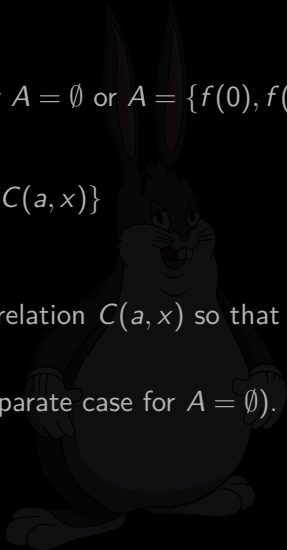 A = ∅ or A = {f(0), f(
C(a, x)}
relation C(a, x) so that
parate case for A = ∅).